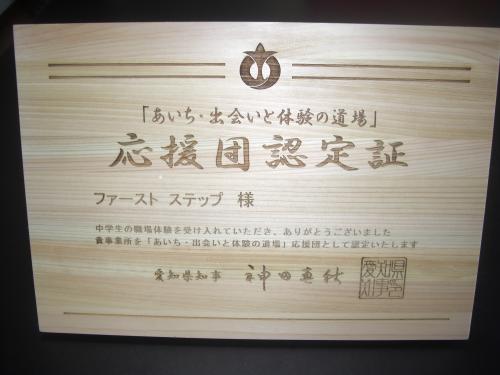 「あいち・出会いと体験の道場」
応援団認定証
ファースト ステップ 様
中学生の職場体験を受け入れていただき、ありがとうございました
貴事業所を「あいち・出会いと体験の道場」応援団として認定いたします
愛知県知事 神田真秋
愛知県
知事印